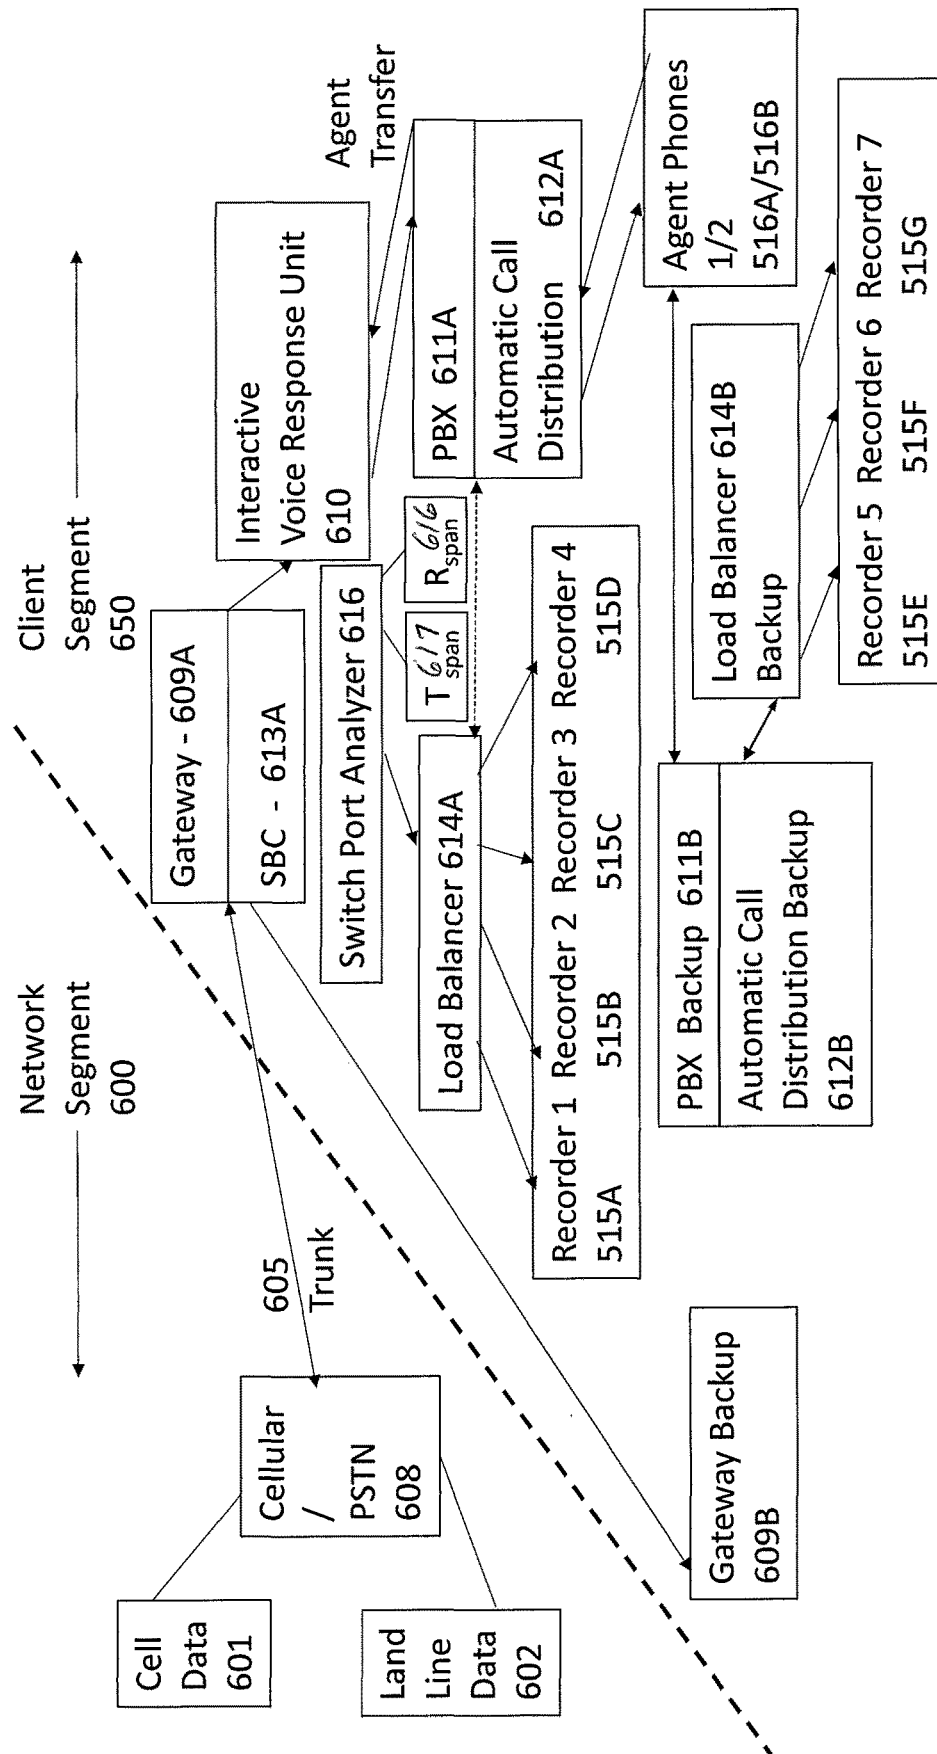 Network
Segment
600
Client
Segment
650
Cell
Data
601
Land
Line
Data
602
Cellular
/ PSTN
608
605
Trunk
Gateway - 609A
SBC - 613A
Interactive
Voice Response Unit
610
Agent
Transfer
Switch Port Analyzer 616
T 617
span
R 616
span
PBX 611A
Automatic Call
Distribution 612A
Load Balancer 614A
Recorder 1 Recorder 2 Recorder 3 Recorder 4
515A 515B 515C 515D
Agent Phones
1/2
516A/516B
Gateway Backup
609B
PBX Backup 611B
Automatic Call
Distribution Backup
612B
Load Balancer 614B
Backup
Recorder 5 Recorder 6 Recorder 7
515E 515F 515G